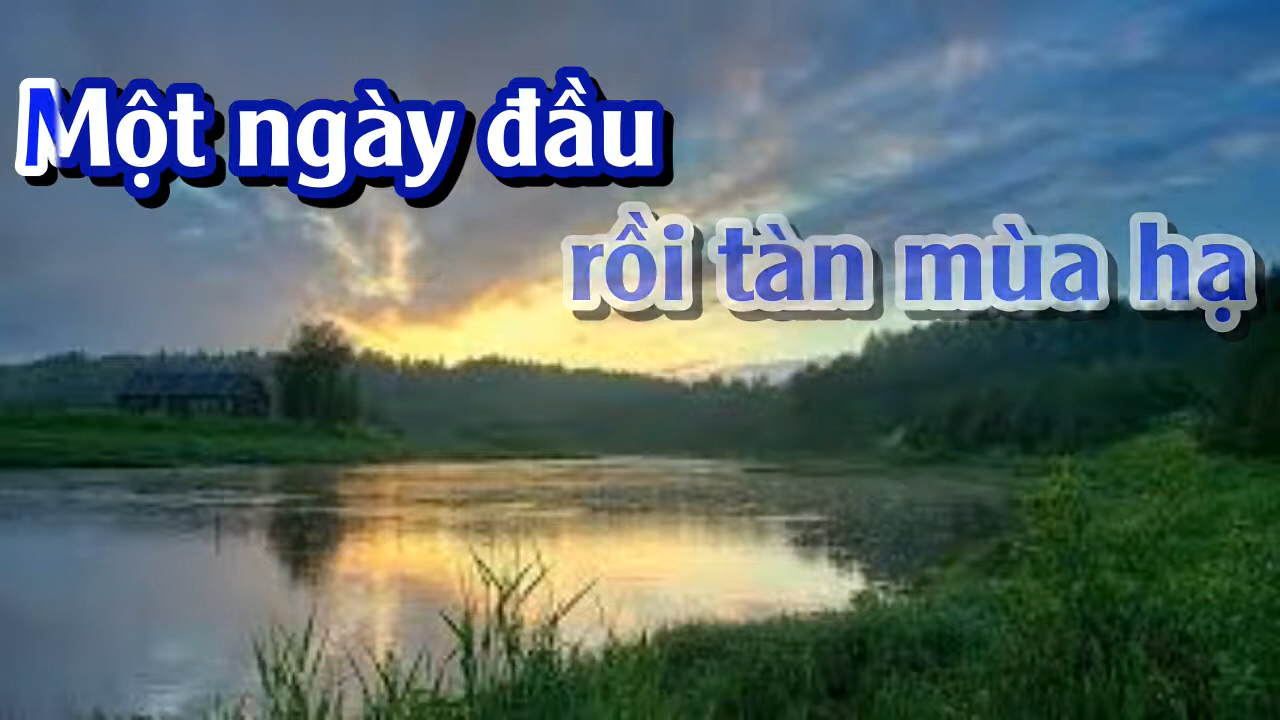 Một ngày đầu
rồi tàn mùa hạ